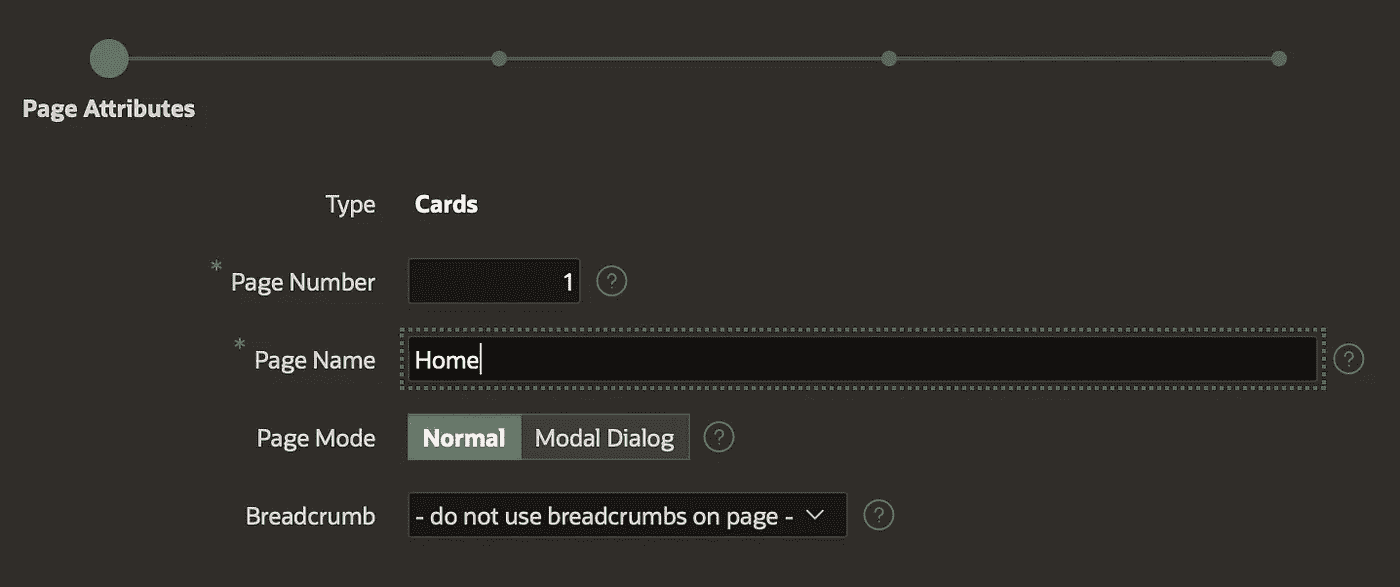 Page Attributes
Type Cards
* Page Number 1 ?
* Page Name Home ?
Page Mode Normal Modal Dialog ?
Breadcrumb - do not use breadcrumbs on page - ?